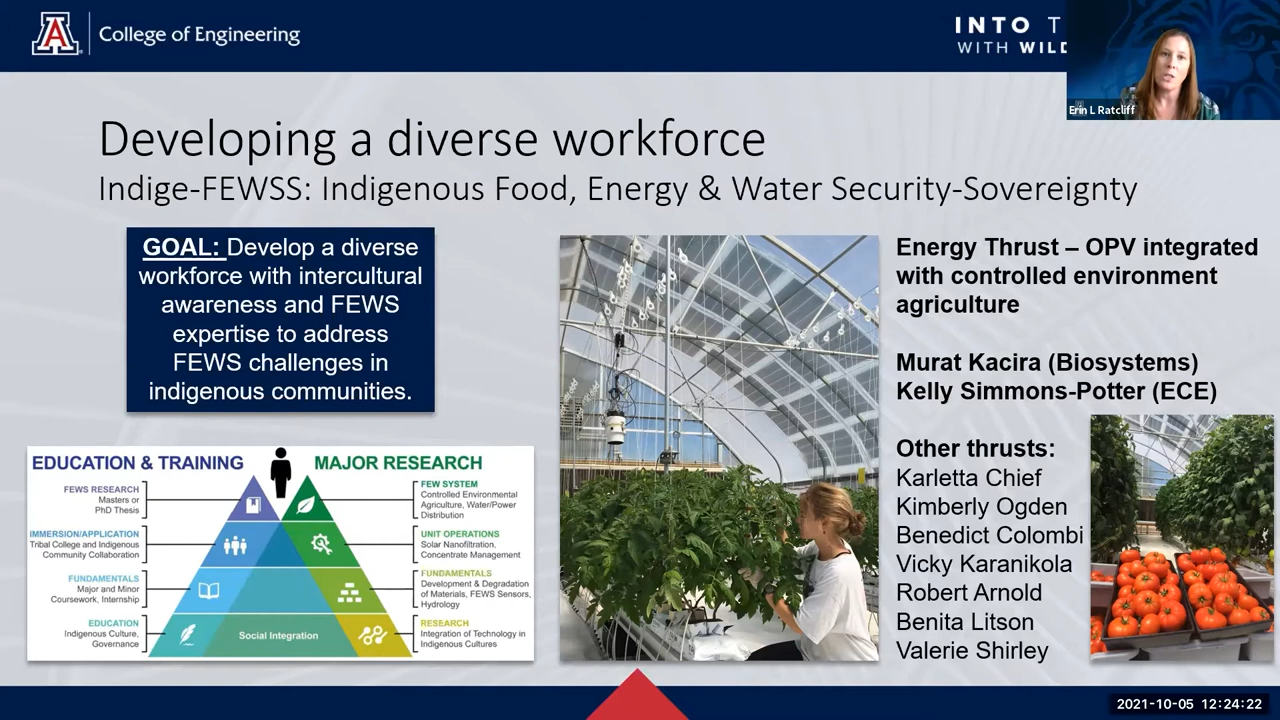 A
College of Engineering
INTO T
WITH WILD
Erin L Ratcliff
Developing a diverse workforce
Indige-FEWSS: Indigenous Food, Energy & Water Security-Sovereignty
GOAL: Develop a diverse
workforce with intercultural
awareness and FEWS
expertise to address
FEWS challenges in
indigenous communities.
EDUCATION & TRAINING
MAJOR RESEARCH
FEWS RESEARCH
Masters or
PhD Thesis
IMMERSION/APPLICATION
Tribal College and Indigenous
Community Collaboration
FUNDAMENTALS
Major and Minor
Coursework, Internship
EDUCATION
Indigenous Culture,
Governance
Social Integration
FEW SYSTEM
Controlled Environmental
Agriculture, Water/Power
Distribution
UNIT OPERATIONS
Solar Nanofiltration,
Concentrate Management
FUNDAMENTALS
Development & Degradation
of Materials, FEWS Sensors,
Hydrology
RESEARCH
Integration of Technology in
Indigenous Cultures
Energy Thrust – OPV integrated
with controlled environment
agriculture
Murat Kacira (Biosystems)
Kelly Simmons-Potter (ECE)
Other thrusts:
Karletta Chief
Kimberly Ogden
Benedict Colombi
Vicky Karanikola
Robert Arnold
Benita Litson
Valerie Shirley
2021-10-05 12:24:22